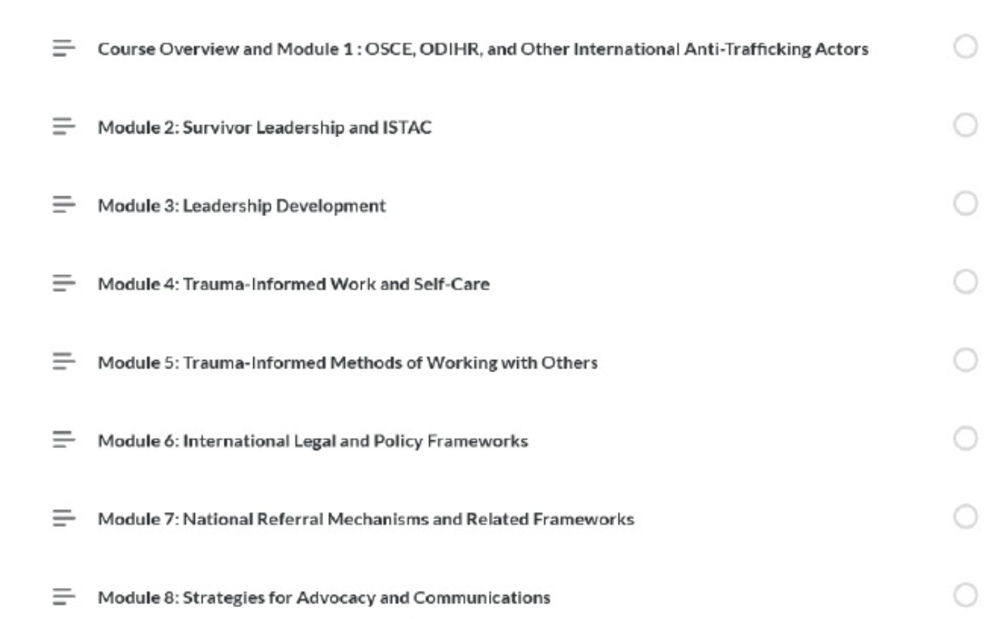 Course Overview and Module 1 : OSCE, ODIHR, and Other International Anti-Trafficking Actors
Module 2: Survivor Leadership and ISTAC
Module 3: Leadership Development
Module 4: Trauma-Informed Work and Self-Care
Module 5: Trauma-Informed Methods of Working with Others
Module 6: International Legal and Policy Frameworks
Module 7: National Referral Mechanisms and Related Frameworks
Module 8: Strategies for Advocacy and Communications